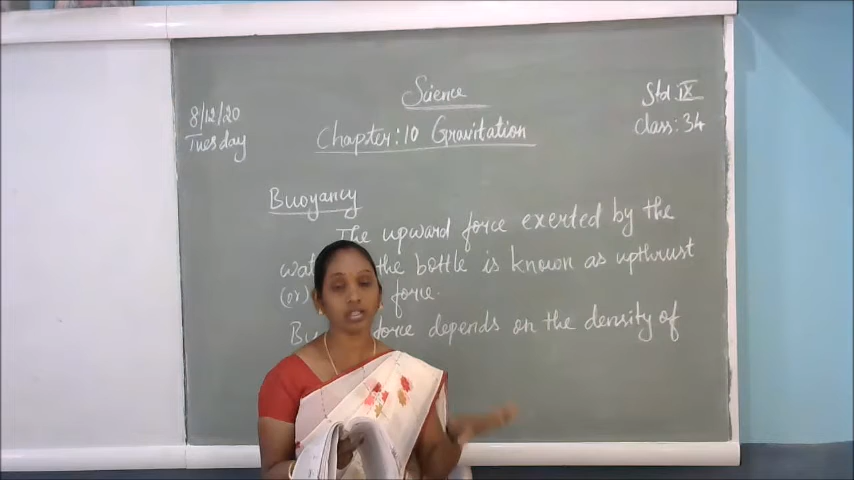 Science
8/12/20
Tuesday
Chapter: 10 Gravitation
Std: IX
Class: 34
Buoyancy
The upward force exerted by the
the bottle is known as upthrust
(or) force.
force depends on the density of